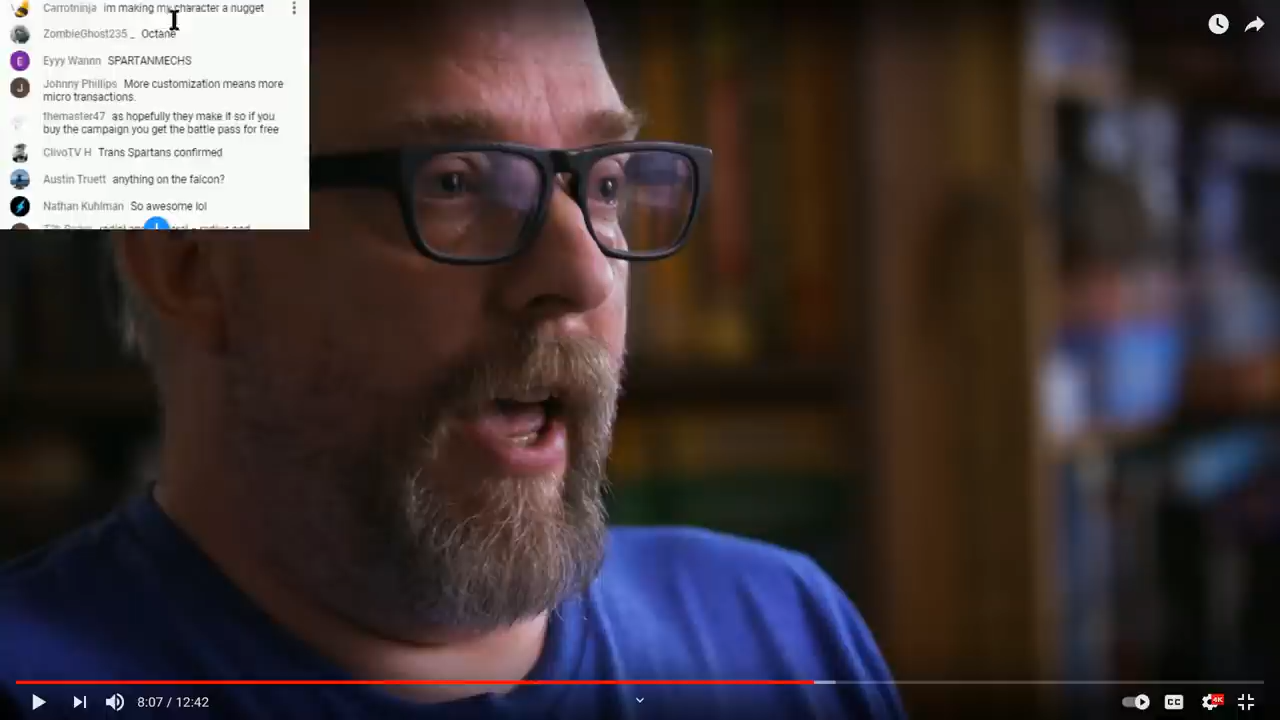 Carrotninja im making my character a nugget
ZombieGhost235 _ Octane
E Eyyy Wannn SPARTANMECHS
J Johnny Phillips More customization means more
micro transactions.
themaster47 as hopefully they make it so if you
buy the campaign you get the battle pass for free
ClivoTV H Trans Spartans confirmed
Austin Truett anything on the falcon?
Nathan Kuhlman So awesome lol
8:07 / 12:42
CC
4K